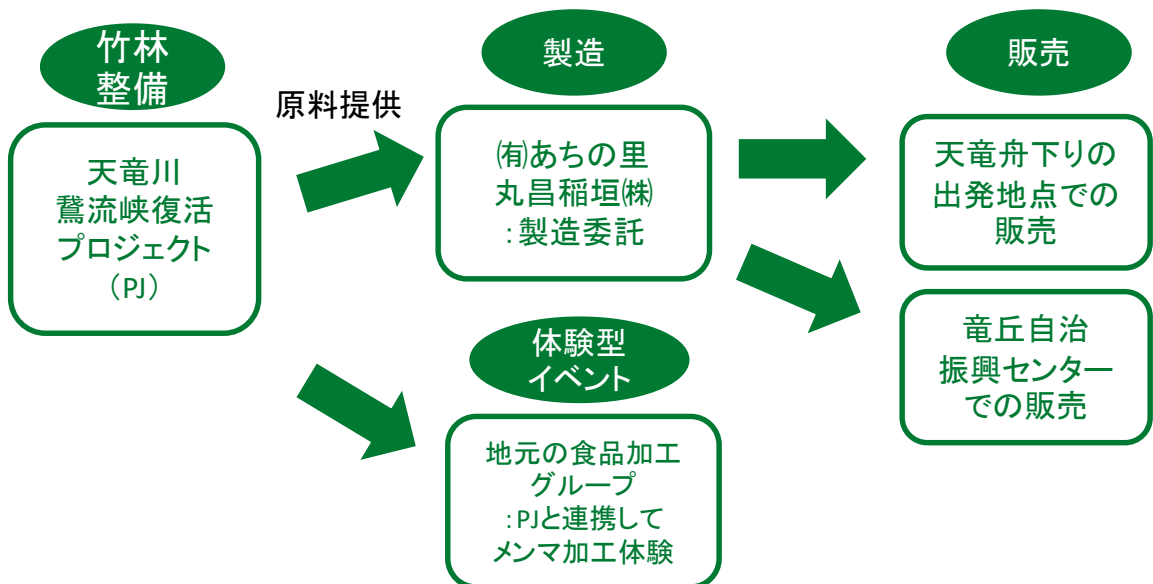 竹林
整備
天竜川
鵞流峡復活
プロジェクト
（PJ）
原料提供
製造
㈲あちの里
丸昌稲垣㈱
：製造委託
体験型
イベント
地元の食品加工
グループ
：PJと連携して
メンマ加工体験
販売
天竜舟下りの
出発地点での
販売
竜丘自治
振興センター
での販売